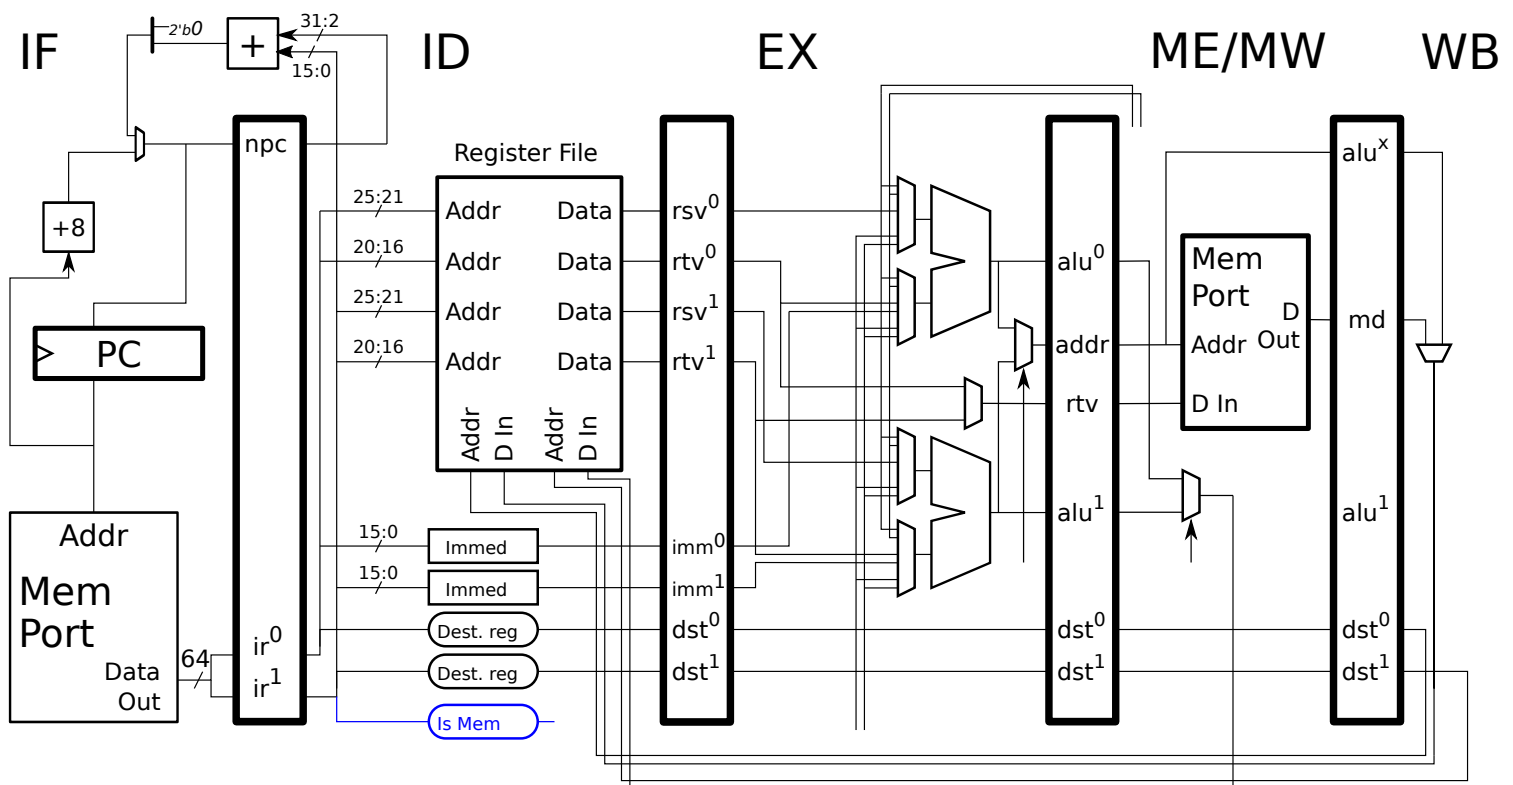 IF
ID
EX
ME/MW
WB
2'b0
+
31:2
15:0
npc
+8
PC
Addr
Mem
Port
Data
Out
64
ir⁰
ir¹
Register File
25:21
20:16
25:21
20:16
Addr Data
Addr Data
Addr Data
Addr Data
Addr
D In
Addr
D In
15:0
Immed
15:0
Immed
Dest. reg
Dest. reg
Is Mem
rsv⁰
rtv⁰
rsv¹
rtv¹
imm⁰
imm¹
dst⁰
dst¹
alu⁰
addr
rtv
alu¹
dst⁰
dst¹
Mem
Port
D
Out
Addr
D In
aluˣ
md
alu¹
dst⁰
dst¹